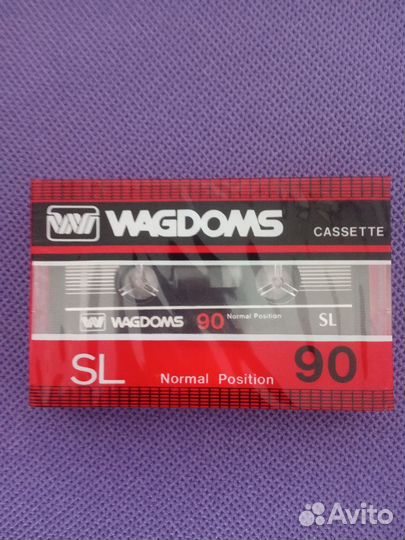 W WAGDOMS CASSETTE
W WAGDOMS 90 Normal Position SL
SL Normal Position 90
Avito